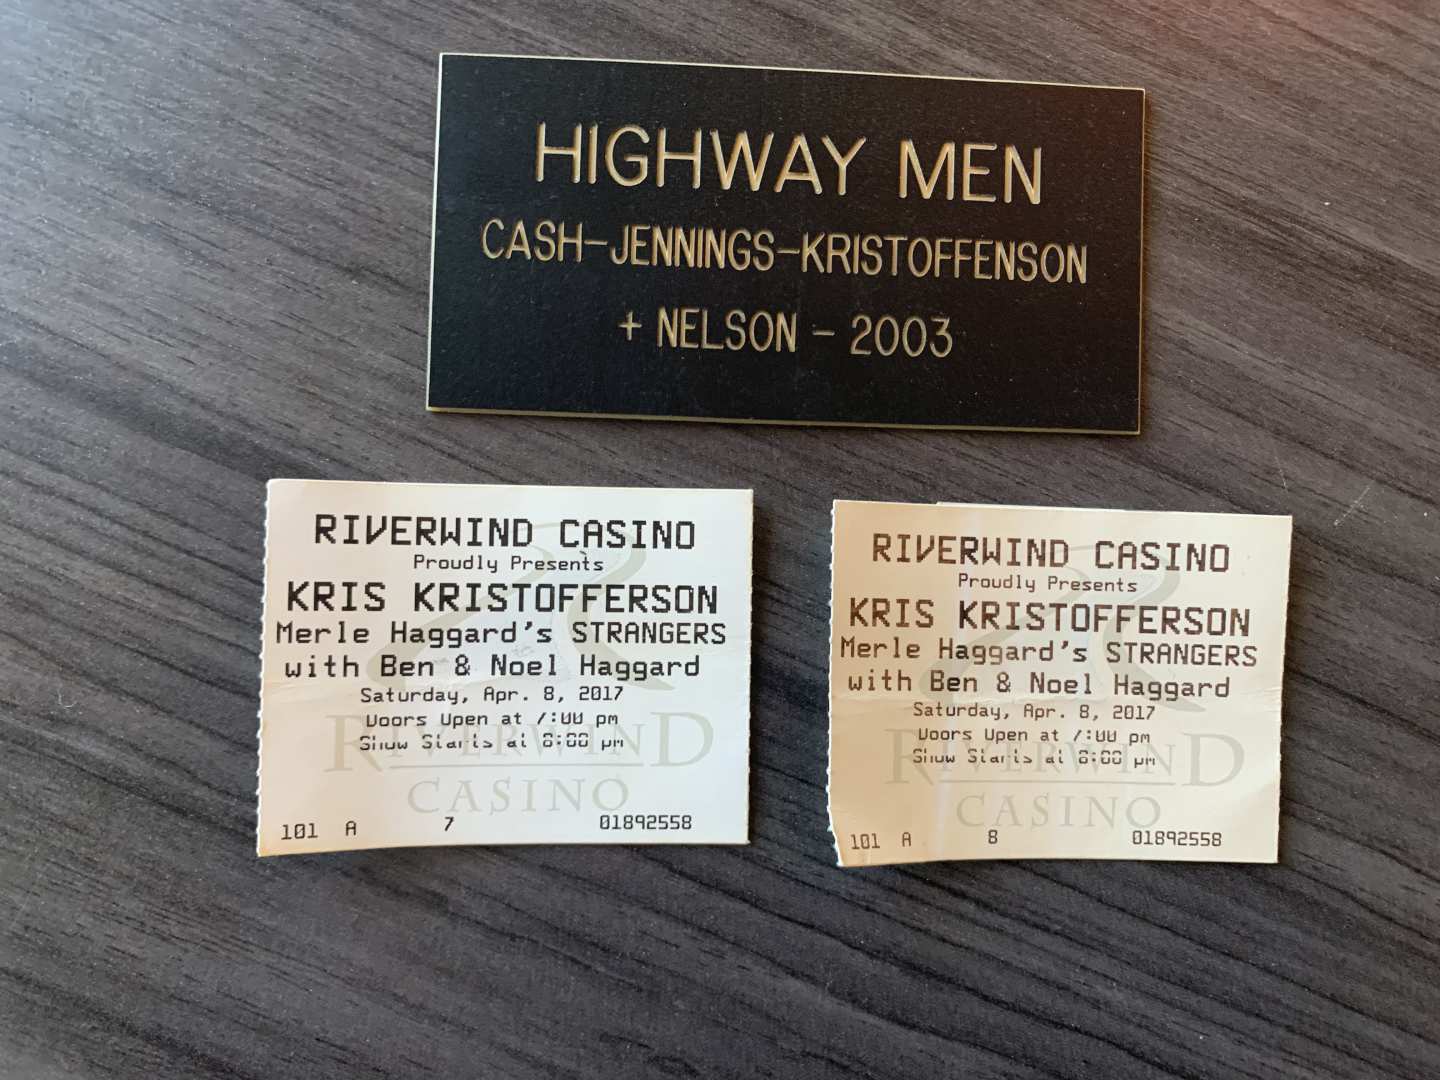 HIGHWAY MEN
CASH-JENNINGS-KRISTOFFENSON
+ NELSON - 2003
RIVERWIND CASINO
Proudly Presents
KRIS KRISTOFFERSON
Merle Haggard's STRANGERS
with Ben & Noel Haggard
Saturday, Apr. 8, 2017
Doors Open at 7:00 pm
Show Starts at 8:00 pm
RIVERWIND
CASINO
101 A 7 01892558
RIVERWIND CASINO
Proudly Presents
KRIS KRISTOFFERSON
Merle Haggard's STRANGERS
with Ben & Noel Haggard
Saturday, Apr. 8, 2017
Doors Open at 7:00 pm
Show Starts at 8:00 pm
RIVERWIND
CASINO
101 A 8 01892558